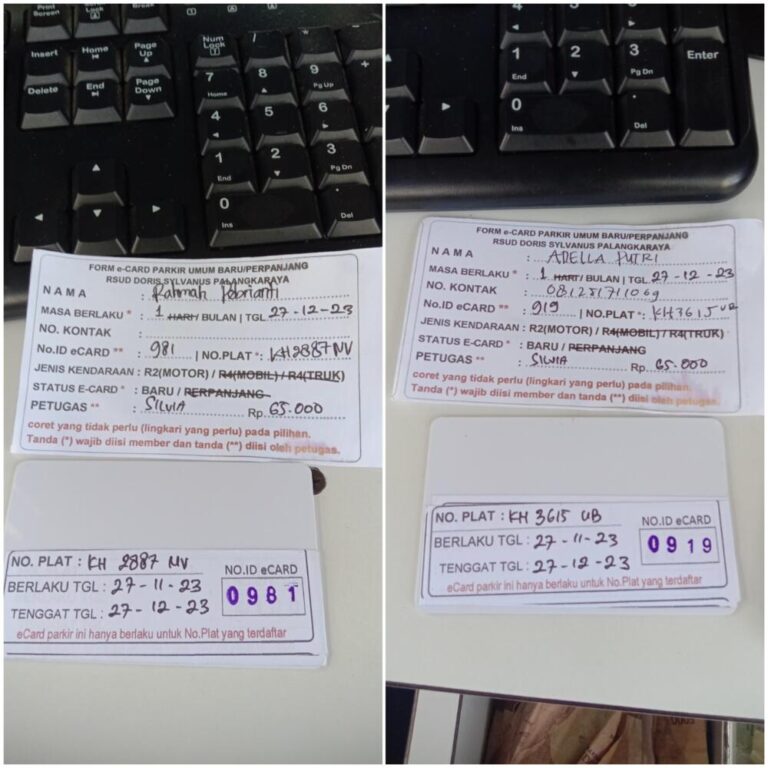 Print Screen
Scroll Lock
Insert
Home
Page Up
Delete
End
Page Down
Num Lock
/
*
7 Home
8
9 PgUp
+
4
5
6
1 End
2
3 PgDn
0 Ins
. Del
FORM e-CARD PARKIR UMUM BARU/PERPANJANG
RSUD DORIS SYLVANUS PALANGKARAYA
NAMA : Rahmah Febrianti
MASA BERLAKU * : 1 HARI / BULAN | TGL 27-12-23
NO. KONTAK :
No.ID eCARD ** : 981 | NO.PLAT *: KH 2887 NV
JENIS KENDARAAN : R2(MOTOR) / R4(MOBIL) / R4(TRUK)
STATUS E-CARD * : BARU / PERPANJANG
PETUGAS ** : SILVIA Rp. 65.000
coret yang tidak perlu (lingkari yang perlu) pada pilihan.
Tanda (*) wajib diisi member dan tanda (**) diisi oleh petugas.
NO. PLAT : KH 2887 NV
NO.ID eCARD
BERLAKU TGL : 27-11-23
0981
TENGGAT TGL : 27-12-23
eCard parkir ini hanya berlaku untuk No.Plat yang terdaftar
4
5
6
1 End
2
3 PgDn
Enter
0 Ins
. Del
FORM e-CARD PARKIR UMUM BARU/PERPANJANG
RSUD DORIS SYLVANUS PALANGKARAYA
NAMA : ADELLA PUTRI
MASA BERLAKU * : 1 HARI / BULAN | TGL 27-12-23
NO. KONTAK : 081251711069
No.ID eCARD ** : 919 | NO.PLAT *: KH 3615 UB
JENIS KENDARAAN : R2(MOTOR) / R4(MOBIL) / R4(TRUK)
STATUS E-CARD * : BARU / PERPANJANG
PETUGAS ** : SILVIA Rp. 65.000
coret yang tidak perlu (lingkari yang perlu) pada pilihan.
Tanda (*) wajib diisi member dan tanda (**) diisi oleh petugas.
NO. PLAT : KH 3615 UB
NO.ID eCARD
BERLAKU TGL : 27-11-23
0919
TENGGAT TGL : 27-12-23
eCard parkir ini hanya berlaku untuk No.Plat yang terdaftar